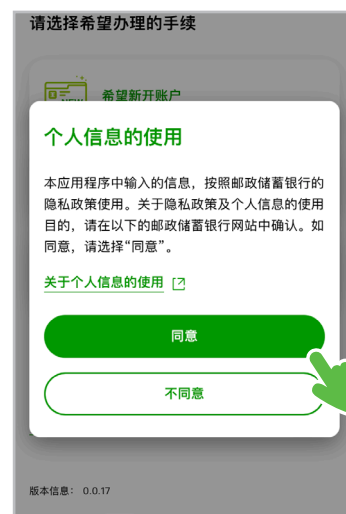 请选择希望办理的手续
NEW
希望新开账户
个人信息的使用
本应用程序中输入的信息，按照邮政储蓄银行的
隐私政策使用。关于隐私政策及个人信息的使用
目的，请在以下的邮政储蓄银行网站中确认。如
同意，请选择“同意”。
关于个人信息的使用
同意
不同意
版本信息： 0.0.17